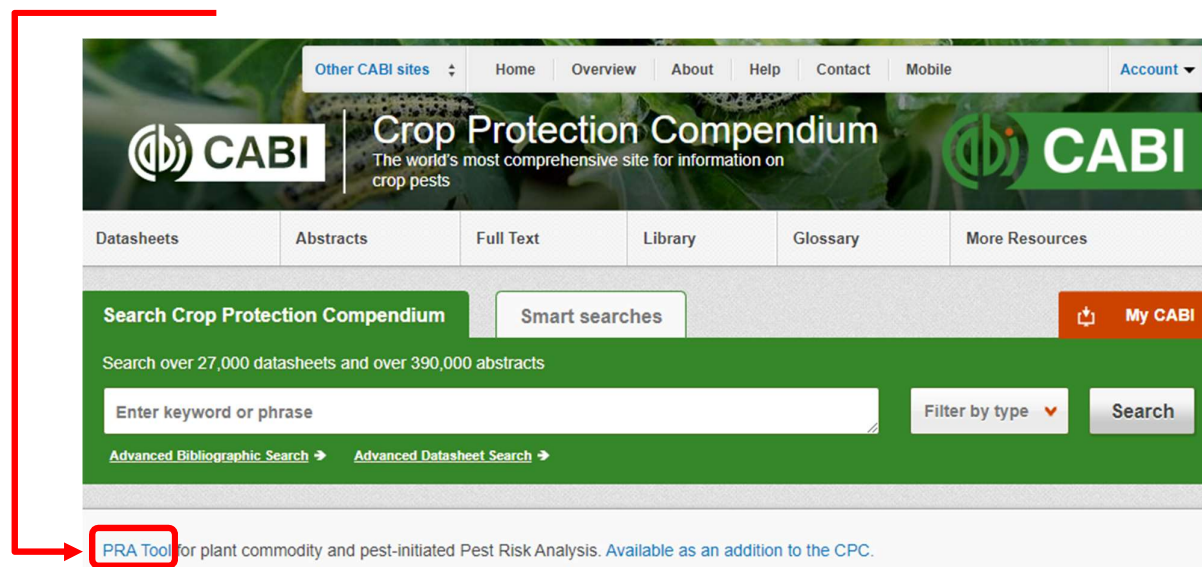 Other CABI sites Home Overview About Help Contact Mobile Account
CABI Crop Protection Compendium CABI
The world's most comprehensive site for information on
crop pests
Datasheets Abstracts Full Text Library Glossary More Resources
Search Crop Protection Compendium Smart searches My CABI
Search over 27,000 datasheets and over 390,000 abstracts
Enter keyword or phrase Filter by type Search
Advanced Bibliographic Search Advanced Datasheet Search
PRA Tool for plant commodity and pest-initiated Pest Risk Analysis. Available as an addition to the CPC.